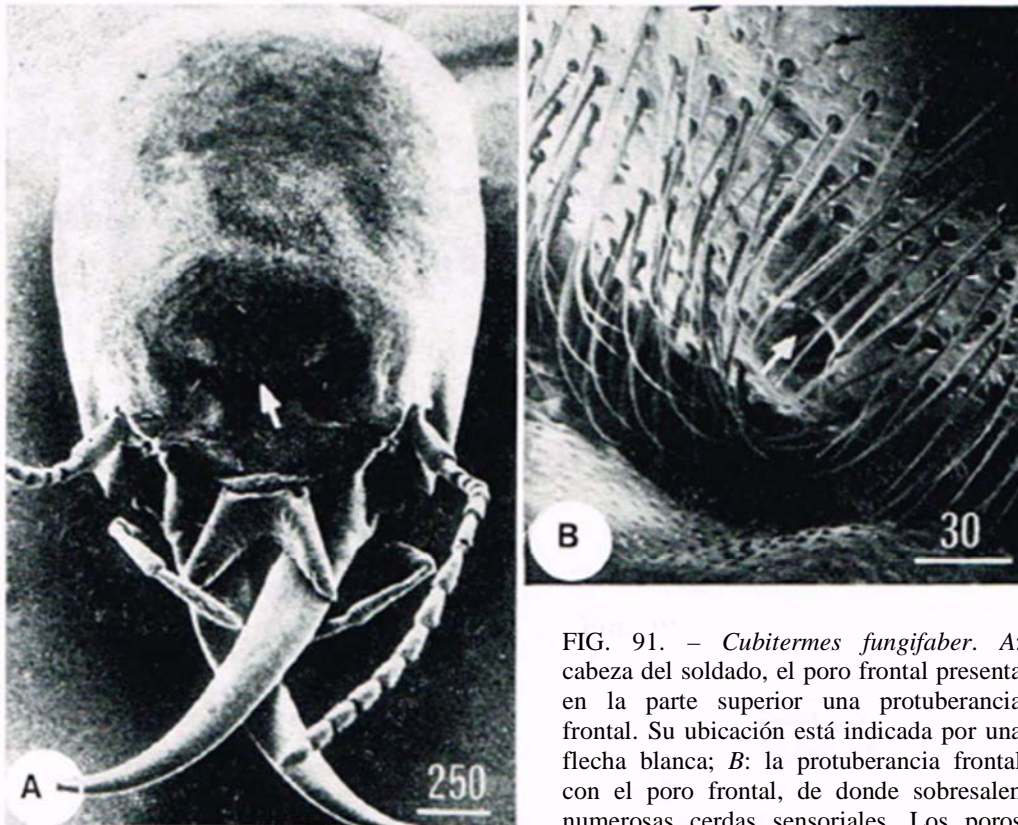 A
250
B
30
FIG. 91. – Cubitermes fungifaber. A:
cabeza del soldado, el poro frontal presenta
en la parte superior una protuberancia
frontal. Su ubicación está indicada por una
flecha blanca; B: la protuberancia frontal
con el poro frontal, de donde sobresalen
numerosas cerdas sensoriales. Los poros